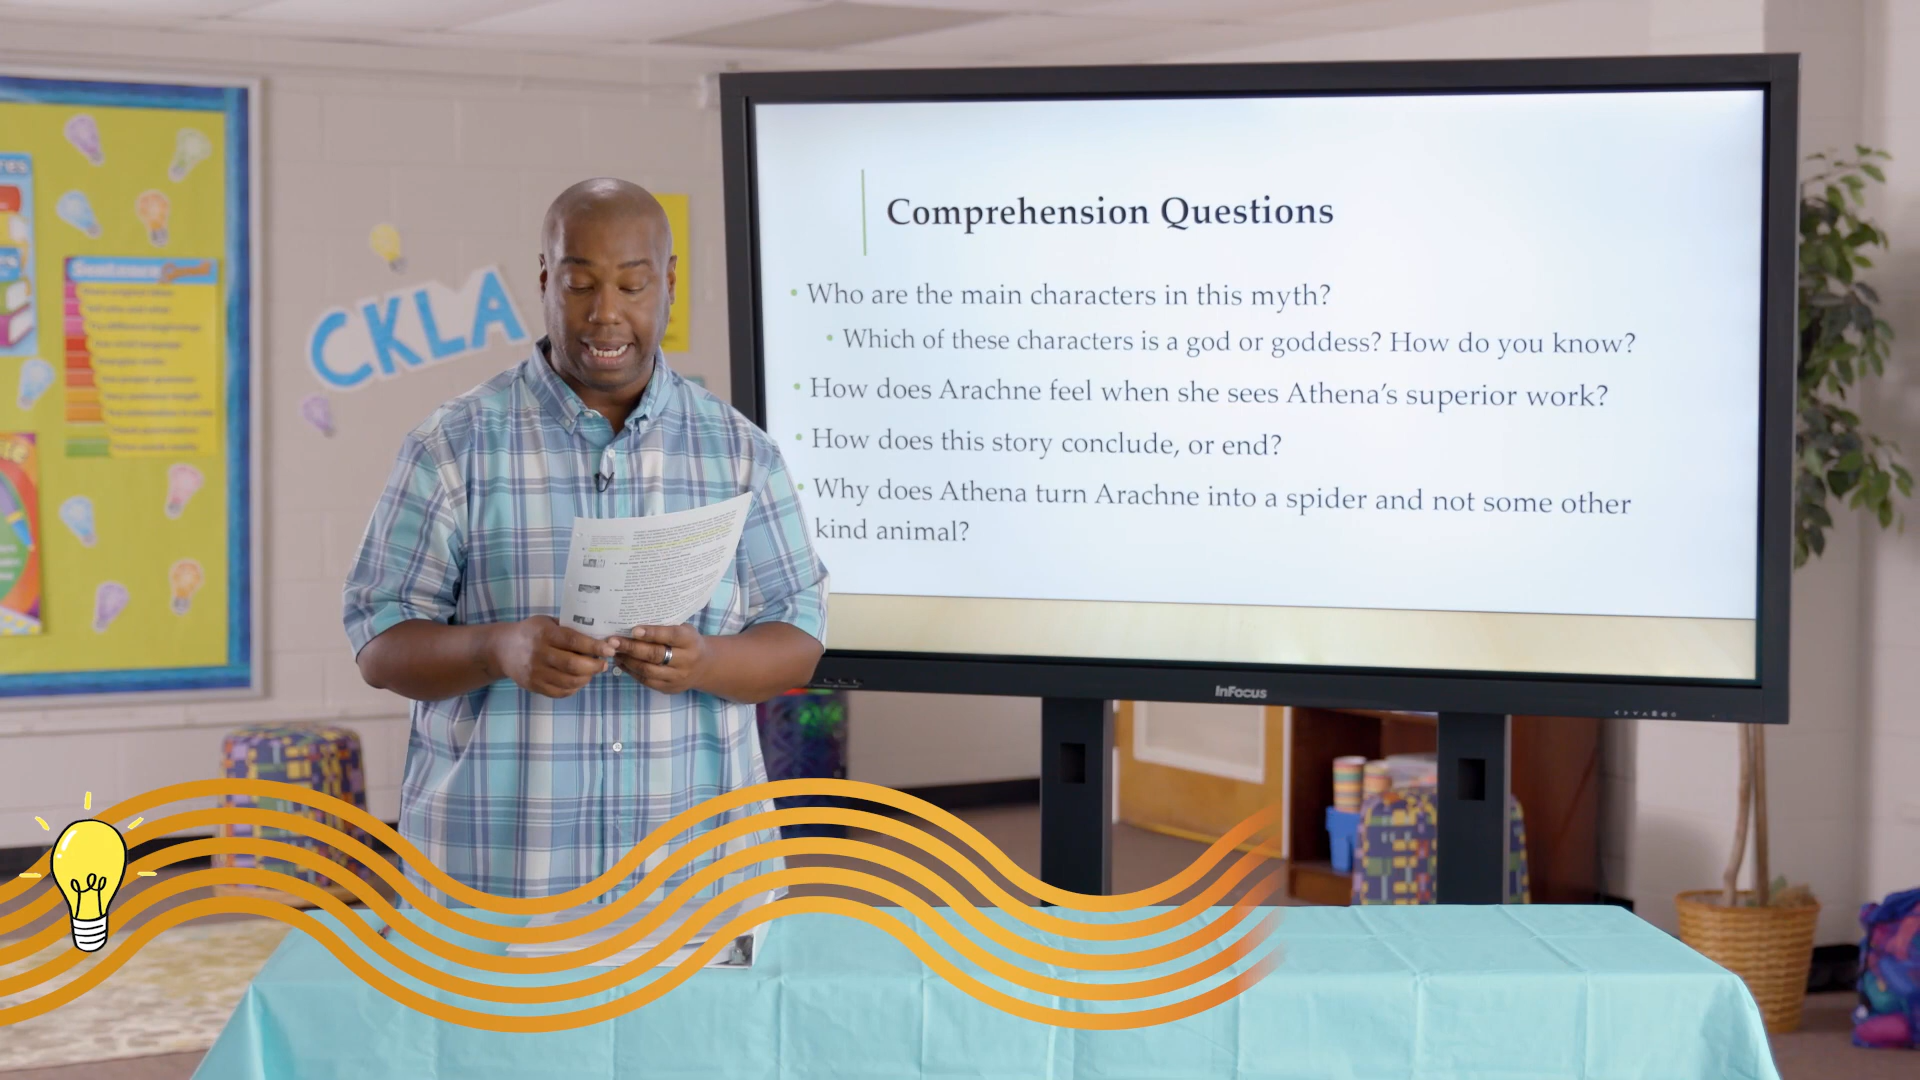 Sentence
CKLA
Comprehension Questions
• Who are the main characters in this myth?
• Which of these characters is a god or goddess? How do you know?
• How does Arachne feel when she sees Athena's superior work?
• How does this story conclude, or end?
• Why does Athena turn Arachne into a spider and not some other
kind animal?
InFocus